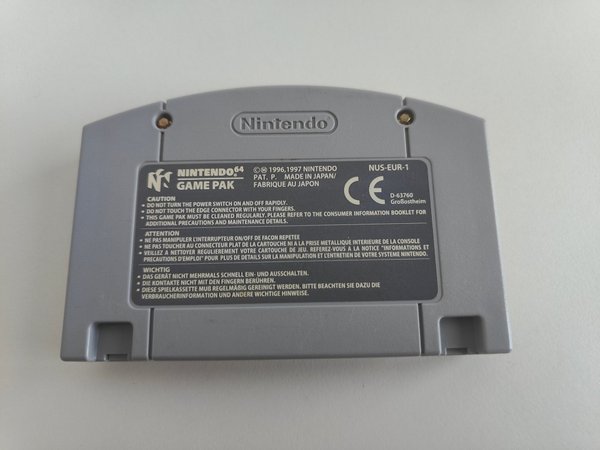 Nintendo
NINTENDO 64
GAME PAK
©Ⓜ 1996,1997 NINTENDO
PAT. P. MADE IN JAPAN/
FABRIQUE AU JAPON
NUS-EUR-1
CE
D-63760
Großostheim
CAUTION
• DO NOT TURN THE POWER SWITCH ON AND OFF RAPIDLY.
• DO NOT TOUCH THE EDGE CONNECTOR WITH YOUR FINGERS.
• THIS GAME PAK MUST BE CLEANED REGULARLY. PLEASE REFER TO THE CONSUMER INFORMATION BOOKLET FOR
ADDITIONAL PRECAUTIONS AND MAINTENANCE DETAILS.
ATTENTION
• NE PAS MANIPULER L'INTERRUPTEUR ON/OFF DE FACON REPETEE
• NE PAS TOUCHER AU CONNECTEUR PLAT DE LA CARTOUCHE NI A LA PRISE METALLIQUE INTERIEURE DE LA CONSOLE
• VEILLEZ À NETTOYER REGULIEREMENT VOTRE CARTOUCHE DE JEU. REFEREZ-VOUS A LA NOTICE "INFORMATIONS ET
PRECAUTIONS D'EMPLOI" POUR PLUS DE DETAILS SUR LA MANIPULATION ET L'ENTRETIEN DE VOTRE SYSTEME NINTENDO.
WICHTIG
• DAS GERÄT NICHT MEHRMALS SCHNELL EIN- UND AUSSCHALTEN.
• DIE KONTAKTE NICHT MIT DEN FINGERN BERÜHREN.
• DIESE SPIELKASSETTE MUß REGELMÄßIG GEREINIGT WERDEN. BITTE BEACHTEN SIE DAZU DIE
VERBRAUCHERINFORMATION UND ANDERE WICHTIGE HINWEISE.